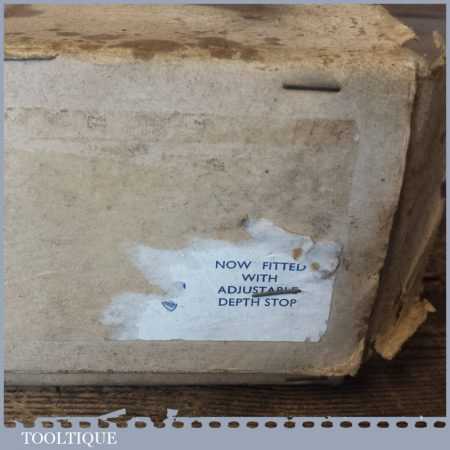 NOW FITTED
WITH
ADJUSTABLE
DEPTH STOP
TOOLTIQUE